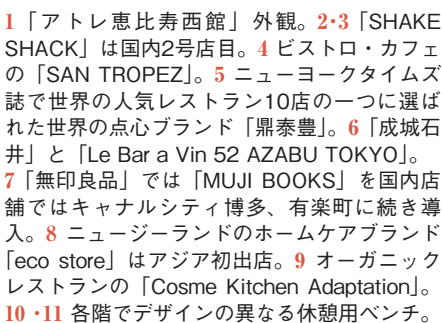 1「アトレ恵比寿西館」外観。2・3「SHAKE
SHACK」は国内2号店目。4 ビストロ・カフェ
の「SAN TROPEZ」。5 ニューヨークタイムズ
誌で世界の人気レストラン10店の一つに選ば
れた世界の点心ブランド「鼎泰豊」。6「成城石
井」と「Le Bar a Vin 52 AZABU TOKYO」。
7「無印良品」では「MUJI BOOKS」を国内店
舗ではキャナルシティ博多、有楽町に続き導
入。8 ニュージーランドのホームケアブランド
「eco store」はアジア初出店。9 オーガニック
レストランの「Cosme Kitchen Adaptation」。
10・11 各階でデザインの異なる休憩用ベンチ。